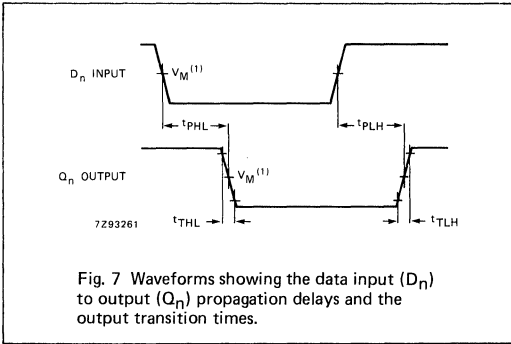 Dn INPUT
VM(1)
tPHL
tPLH
Qn OUTPUT
VM(1)
7Z93261
tTHL
tTLH
Fig. 7 Waveforms showing the data input (Dn)
to output (Qn) propagation delays and the
output transition times.